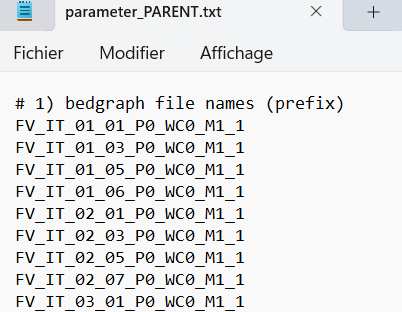 parameter_PARENT.txt
Fichier Modifier Affichage
# 1) bedgraph file names (prefix)
FV_IT_01_01_P0_WC0_M1_1
FV_IT_01_03_P0_WC0_M1_1
FV_IT_01_05_P0_WC0_M1_1
FV_IT_01_06_P0_WC0_M1_1
FV_IT_02_01_P0_WC0_M1_1
FV_IT_02_03_P0_WC0_M1_1
FV_IT_02_05_P0_WC0_M1_1
FV_IT_02_07_P0_WC0_M1_1
FV_IT_03_01_P0_WC0_M1_1